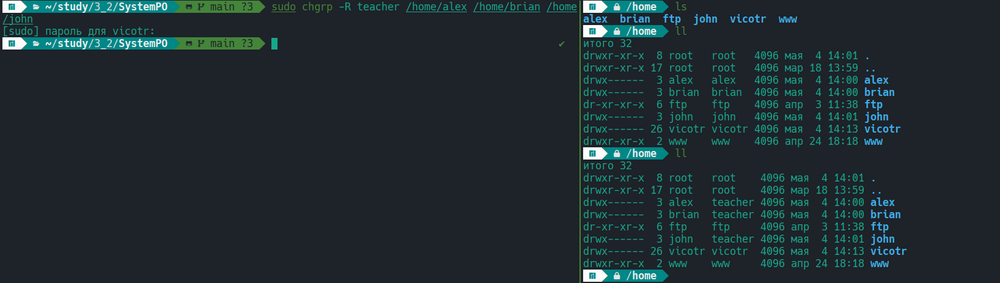 ~/study/3_2/SystemPO main ?3 sudo chgrp -R teacher /home/alex /home/brian /home
/john
[sudo] пароль для vicotr:
~/study/3_2/SystemPO main ?3 ✔
/home ls
alex brian ftp john vicotr www
/home ll
итого 32
drwxr-xr-x 8 root root 4096 мая 4 14:01 .
drwxr-xr-x 17 root root 4096 мар 18 13:59 ..
drwx------ 3 alex alex 4096 мая 4 14:00 alex
drwx------ 3 brian brian 4096 мая 4 14:00 brian
dr-xr-xr-x 6 ftp ftp 4096 апр 3 11:38 ftp
drwx------ 3 john john 4096 мая 4 14:01 john
drwx------ 26 vicotr vicotr 4096 мая 4 14:13 vicotr
drwxr-xr-x 2 www www 4096 апр 24 18:18 www
/home ll
итого 32
drwxr-xr-x 8 root root 4096 мая 4 14:01 .
drwxr-xr-x 17 root root 4096 мар 18 13:59 ..
drwx------ 3 alex teacher 4096 мая 4 14:00 alex
drwx------ 3 brian teacher 4096 мая 4 14:00 brian
dr-xr-xr-x 6 ftp ftp 4096 апр 3 11:38 ftp
drwx------ 3 john teacher 4096 мая 4 14:01 john
drwx------ 26 vicotr vicotr 4096 мая 4 14:13 vicotr
drwxr-xr-x 2 www www 4096 апр 24 18:18 www
/home